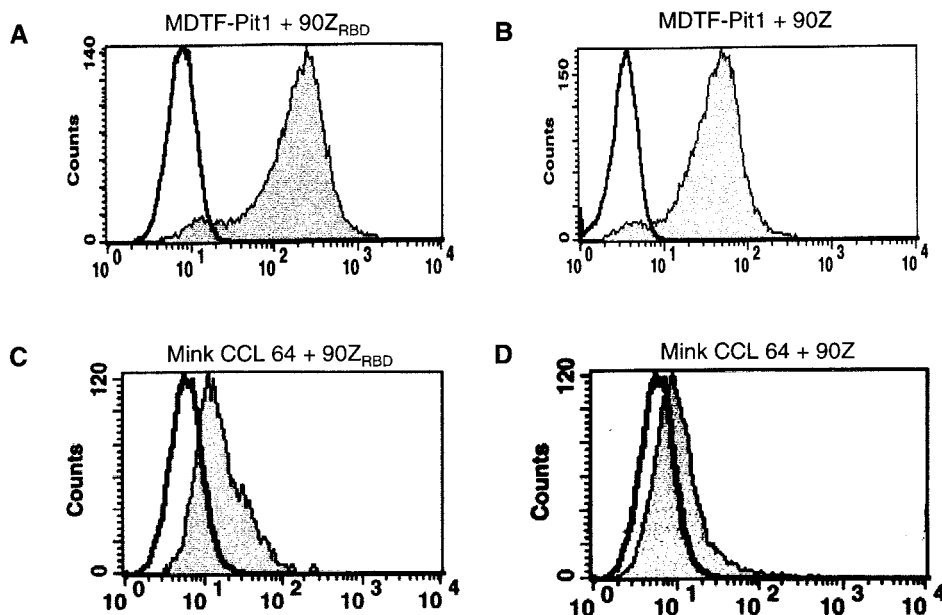 A
MDTF-Pit1 + 90Z_RBD
140
Counts
0
10^0 10^1 10^2 10^3 10^4
B
MDTF-Pit1 + 90Z
150
Counts
0
10^0 10^1 10^2 10^3 10^4
C
Mink CCL 64 + 90Z_RBD
120
Counts
0
10^0 10^1 10^2 10^3 10^4
D
Mink CCL 64 + 90Z
120
Counts
0
10^0 10^1 10^2 10^3 10^4